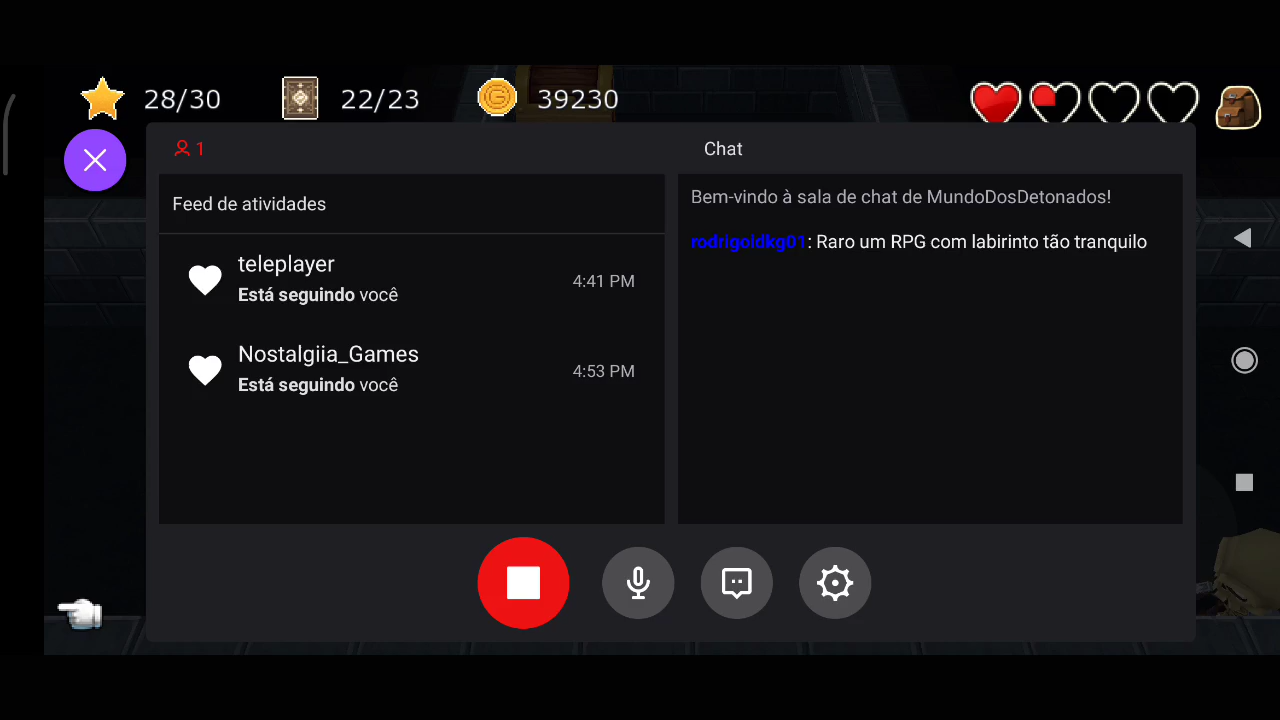 28/30
22/23
39230
1
Chat
Feed de atividades
Bem-vindo à sala de chat de MundoDosDetonados!
rodrigoldkg01: Raro um RPG com labirinto tão tranquilo
teleplayer
Está seguindo você
4:41 PM
Nostalgiia_Games
Está seguindo você
4:53 PM